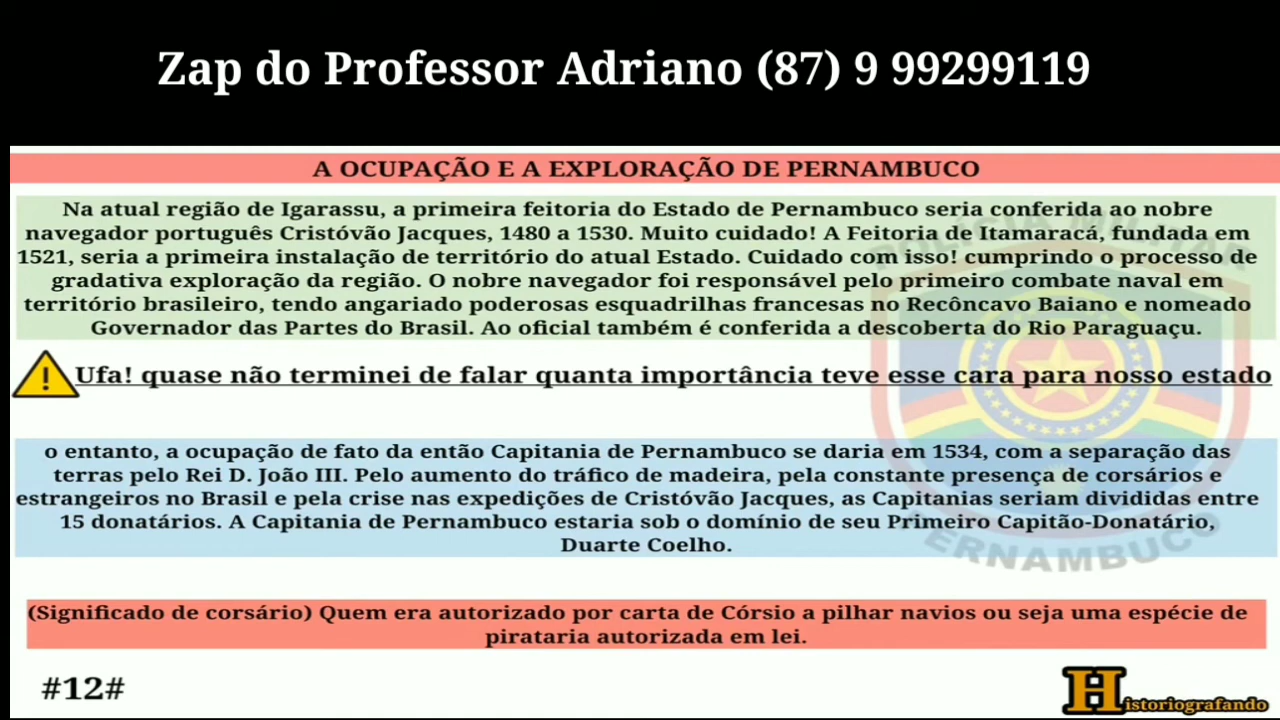 Zap do Professor Adriano (87) 9 99299119
A OCUPAÇÃO E A EXPLORAÇÃO DE PERNAMBUCO
Na atual região de Igarassu, a primeira feitoria do Estado de Pernambuco seria conferida ao nobre
navegador português Cristóvão Jacques, 1480 a 1530. Muito cuidado! A Feitoria de Itamaracá, fundada em
1521, seria a primeira instalação de território do atual Estado. Cuidado com isso! cumprindo o processo de
gradativa exploração da região. O nobre navegador foi responsável pelo primeiro combate naval em
território brasileiro, tendo angariado poderosas esquadrilhas francesas no Recôncavo Baiano e nomeado
Governador das Partes do Brasil. Ao oficial também é conferida a descoberta do Rio Paraguaçu.
Ufa! quase não terminei de falar quanta importância teve esse cara para nosso estado
o entanto, a ocupação de fato da então Capitania de Pernambuco se daria em 1534, com a separação das
terras pelo Rei D. João III. Pelo aumento do tráfico de madeira, pela constante presença de corsários e
estrangeiros no Brasil e pela crise nas expedições de Cristóvão Jacques, as Capitanias seriam divididas entre
15 donatários. A Capitania de Pernambuco estaria sob o domínio de seu Primeiro Capitão-Donatário,
Duarte Coelho.
(Significado de corsário) Quem era autorizado por carta de Córsio a pilhar navios ou seja uma espécie de
pirataria autorizada em lei.
#12#
Historiografando
POLÍCIA MILITAR
PERNAMBUCO